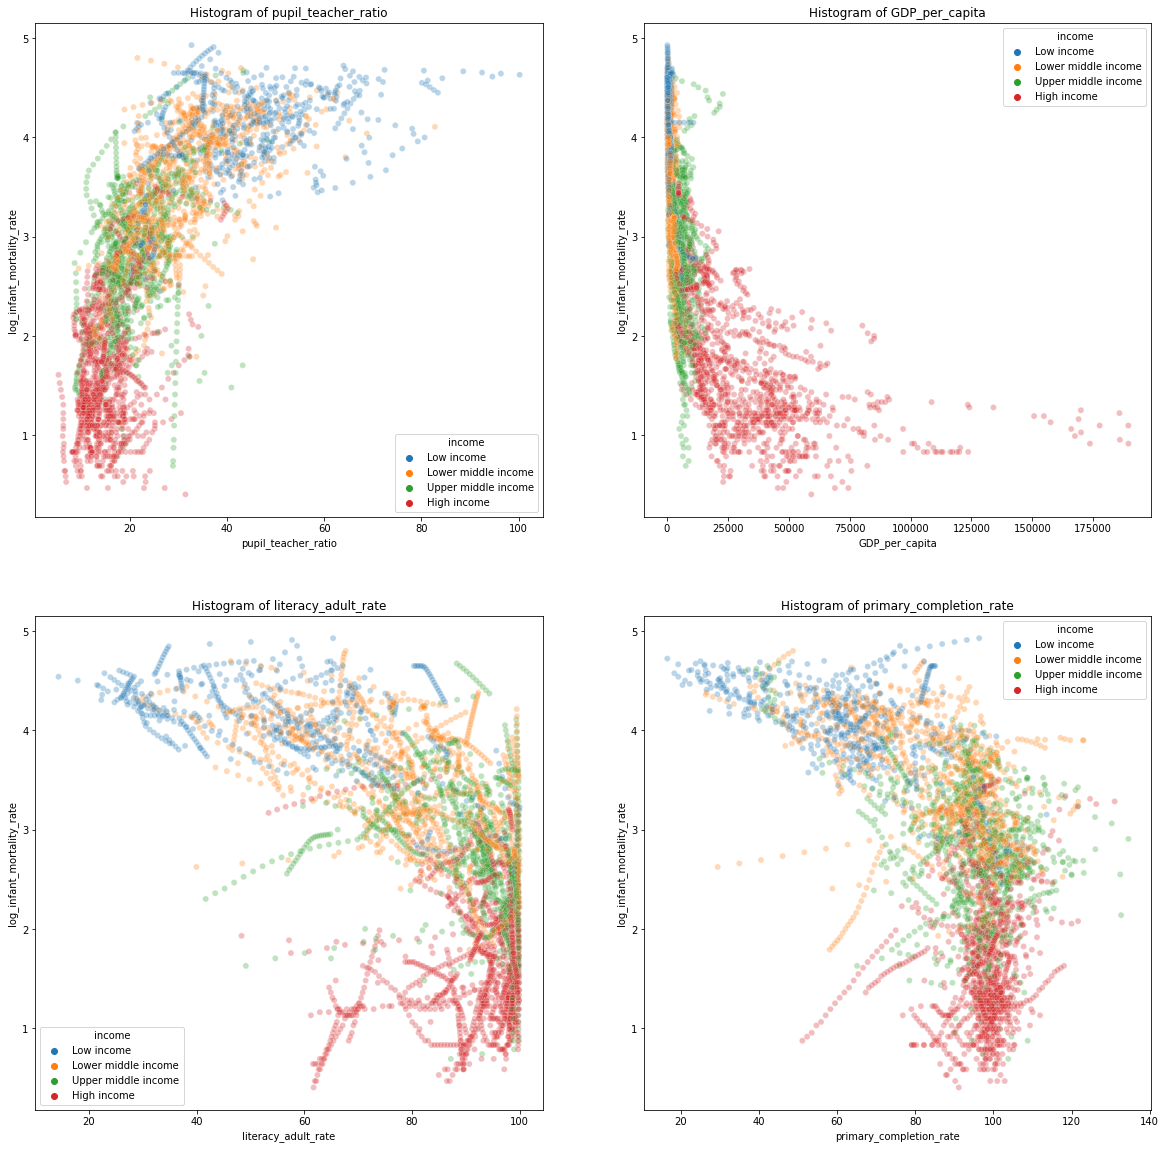 Histogram of pupil_teacher_ratio
5
4
3
2
1
log_infant_mortality_rate
income
Low income
Lower middle income
Upper middle income
High income
20 40 60 80 100
pupil_teacher_ratio
Histogram of GDP_per_capita
5
4
3
2
1
log_infant_mortality_rate
income
Low income
Lower middle income
Upper middle income
High income
0 25000 50000 75000 100000 125000 150000 175000
GDP_per_capita
Histogram of literacy_adult_rate
5
4
3
2
1
log_infant_mortality_rate
income
Low income
Lower middle income
Upper middle income
High income
20 40 60 80 100
literacy_adult_rate
Histogram of primary_completion_rate
5
4
3
2
1
log_infant_mortality_rate
income
Low income
Lower middle income
Upper middle income
High income
20 40 60 80 100 120 140
primary_completion_rate